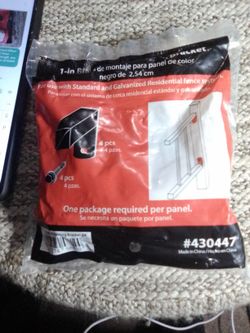 Bracket.
1-in
de montaje para panel de color
negro de 2,54 cm
with Standard and Galvanized Residential fence
con el sistema de cerca residencial estándar y
4 pcs
4 pzas.
4 pcs
4 pzas.
One package required per panel.
Se necesita un paquete por panel.
#430447
Made in China / Hecho en China